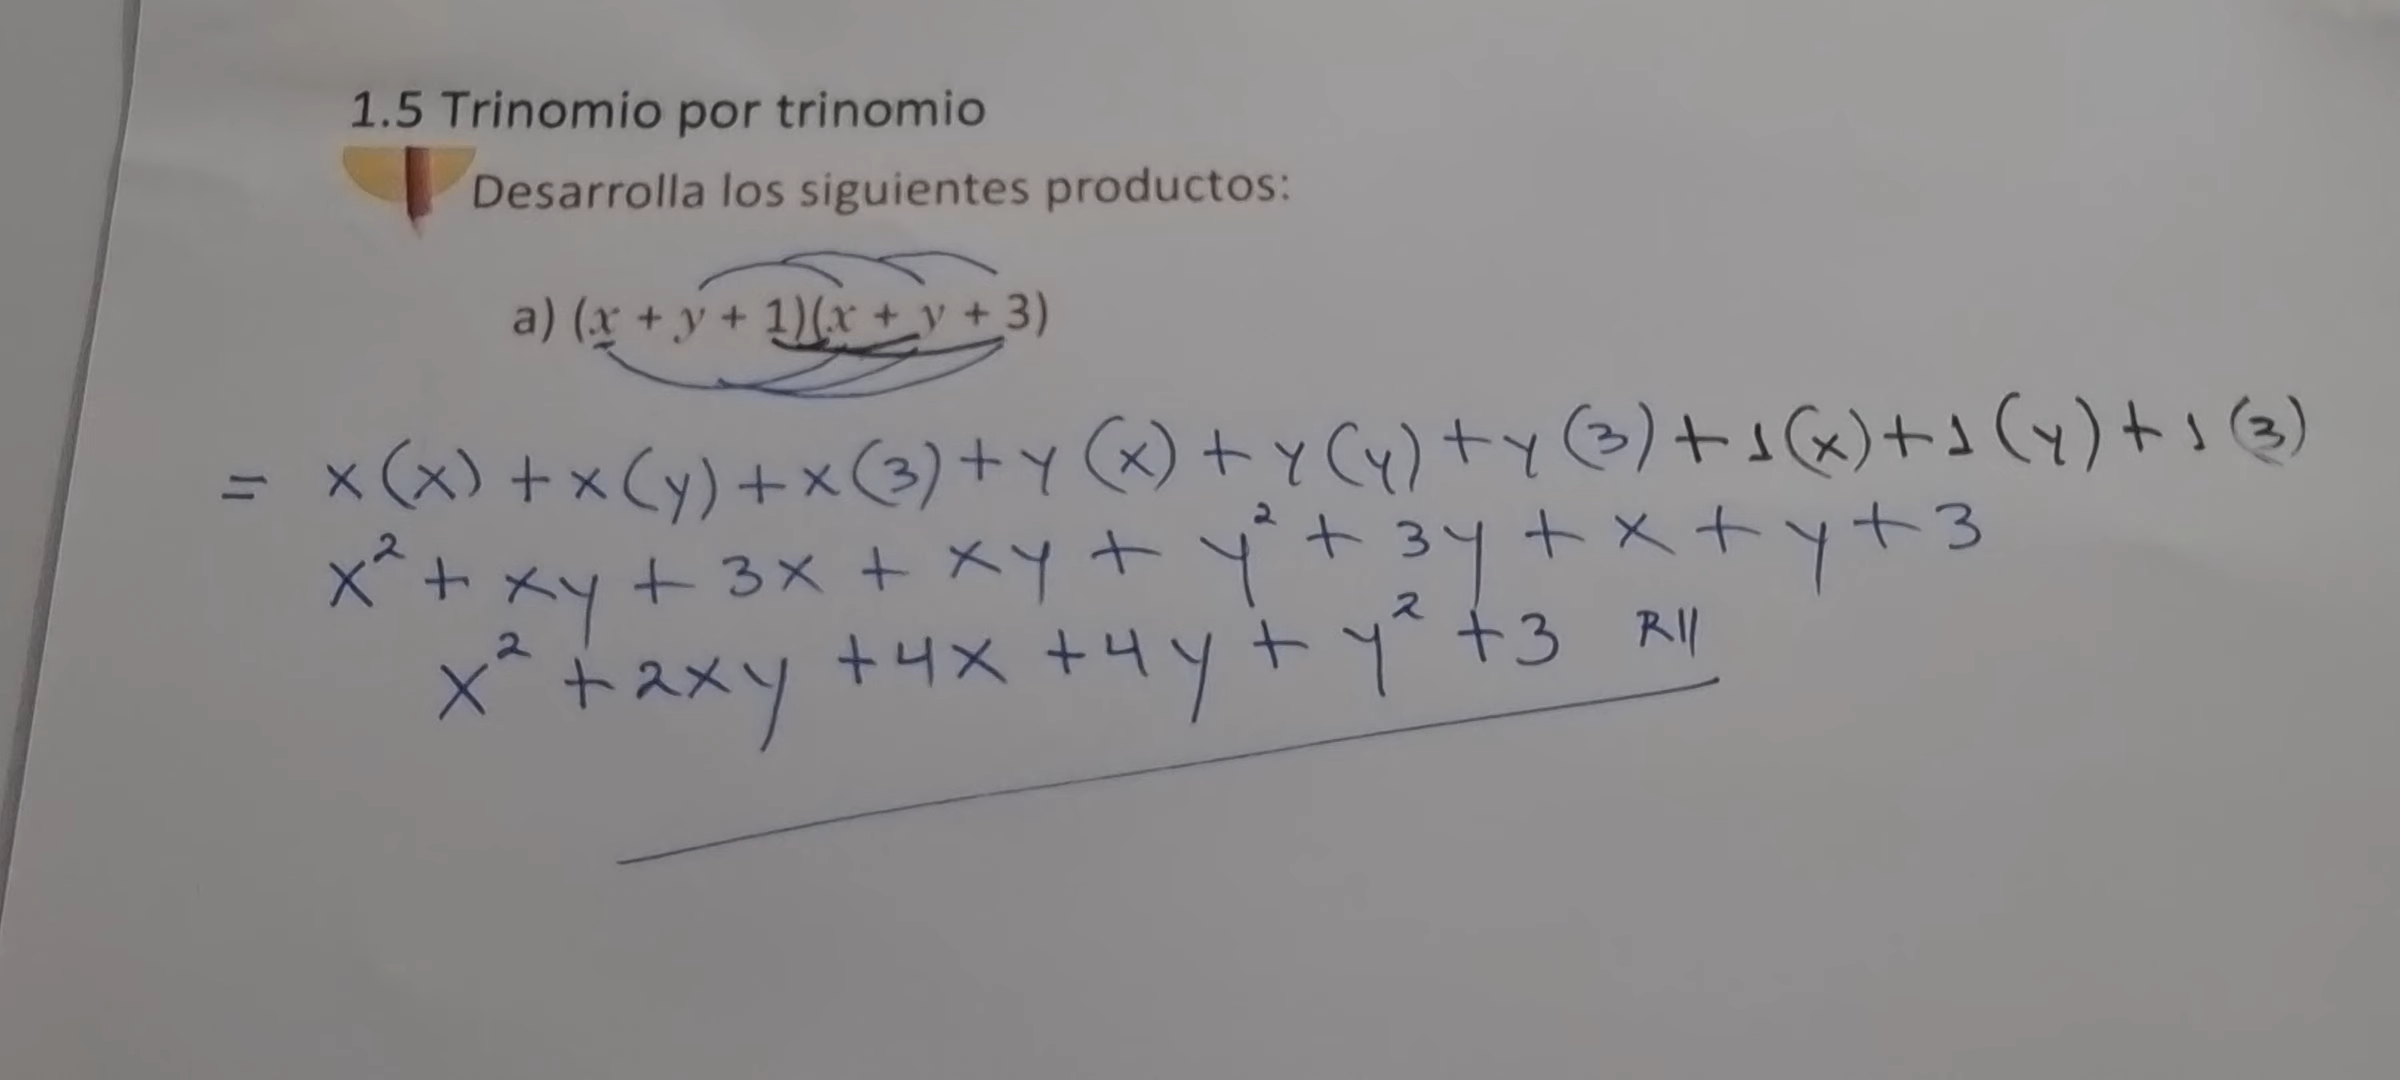 1.5 Trinomio por trinomio
Desarrolla los siguientes productos:
a) (x + y + 1)(x + y + 3)
= x(x) + x(y) + x(3) + y(x) + y(y) + y(3) + 1(x) + 1(y) + 1(3)
x² + xy + 3x + xy + y² + 3y + x + y + 3
x² + 2xy + 4x + 4y + y² + 3 R||